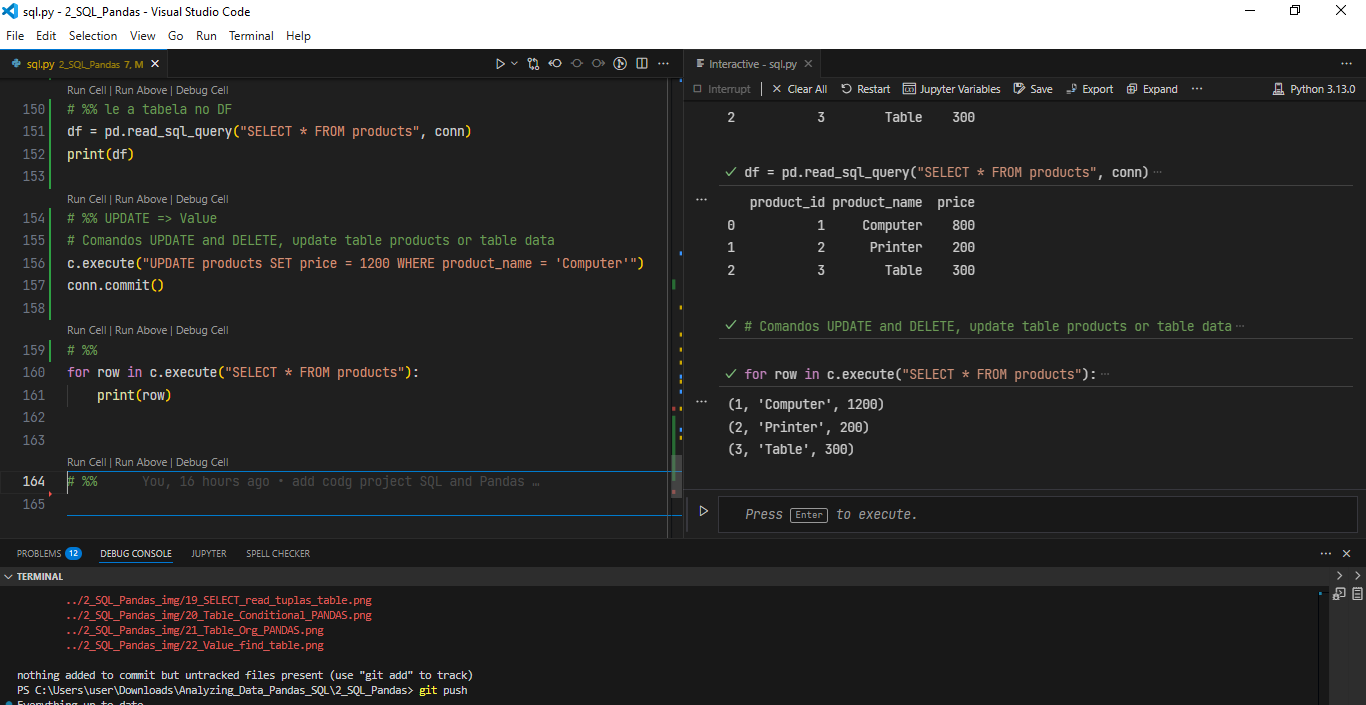 sql.py - 2_SQL_Pandas - Visual Studio Code
File Edit Selection View Go Run Terminal Help
sql.py 2_SQL_Pandas 7, M
Run Cell | Run Above | Debug Cell
150 # %% le a tabela no DF
151 df = pd.read_sql_query("SELECT * FROM products", conn)
152 print(df)
153
Run Cell | Run Above | Debug Cell
154 # %% UPDATE => Value
155 # Comandos UPDATE and DELETE, update table products or table data
156 c.execute("UPDATE products SET price = 1200 WHERE product_name = 'Computer'")
157 conn.commit()
158
Run Cell | Run Above | Debug Cell
159 # %%
160 for row in c.execute("SELECT * FROM products"):
161 print(row)
162
163
Run Cell | Run Above | Debug Cell
164 # %% You, 16 hours ago • add codg project SQL and Pandas …
165
Interactive - sql.py
Interrupt | Clear All Restart Jupyter Variables Save Export Expand ··· Python 3.13.0
2 3 Table 300
df = pd.read_sql_query("SELECT * FROM products", conn) ···
product_id product_name price
0 1 Computer 800
1 2 Printer 200
2 3 Table 300
# Comandos UPDATE and DELETE, update table products or table data ···
for row in c.execute("SELECT * FROM products"): ···
(1, 'Computer', 1200)
(2, 'Printer', 200)
(3, 'Table', 300)
Press Enter to execute.
PROBLEMS 12 DEBUG CONSOLE JUPYTER SPELL CHECKER
TERMINAL
../2_SQL_Pandas_img/19_SELECT_read_tuplas_table.png
../2_SQL_Pandas_img/20_Table_Conditional_PANDAS.png
../2_SQL_Pandas_img/21_Table_Org_PANDAS.png
../2_SQL_Pandas_img/22_Value_find_table.png
nothing added to commit but untracked files present (use "git add" to track)
PS C:\Users\user\Downloads\Analyzing_Data_Pandas_SQL\2_SQL_Pandas> git push
Everything up-to-date